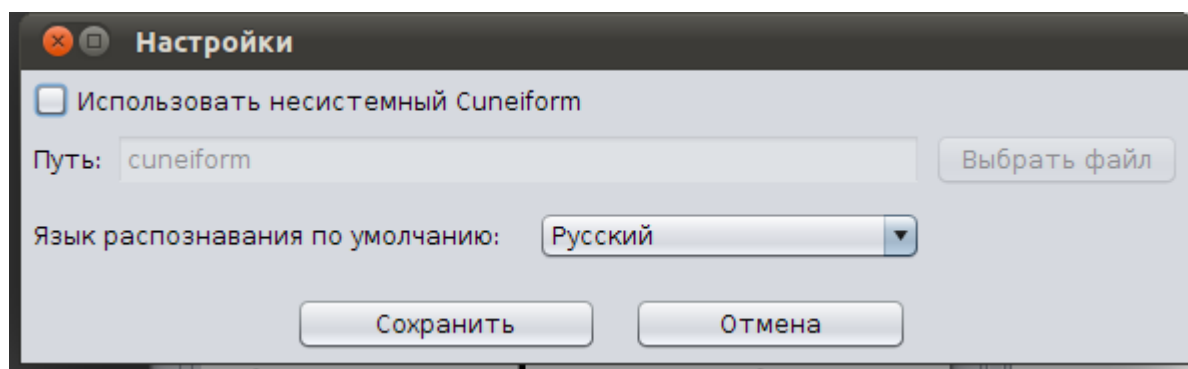 Настройки
Использовать несистемный Cuneiform
Путь: cuneiform Выбрать файл
Язык распознавания по умолчанию: Русский
Сохранить Отмена